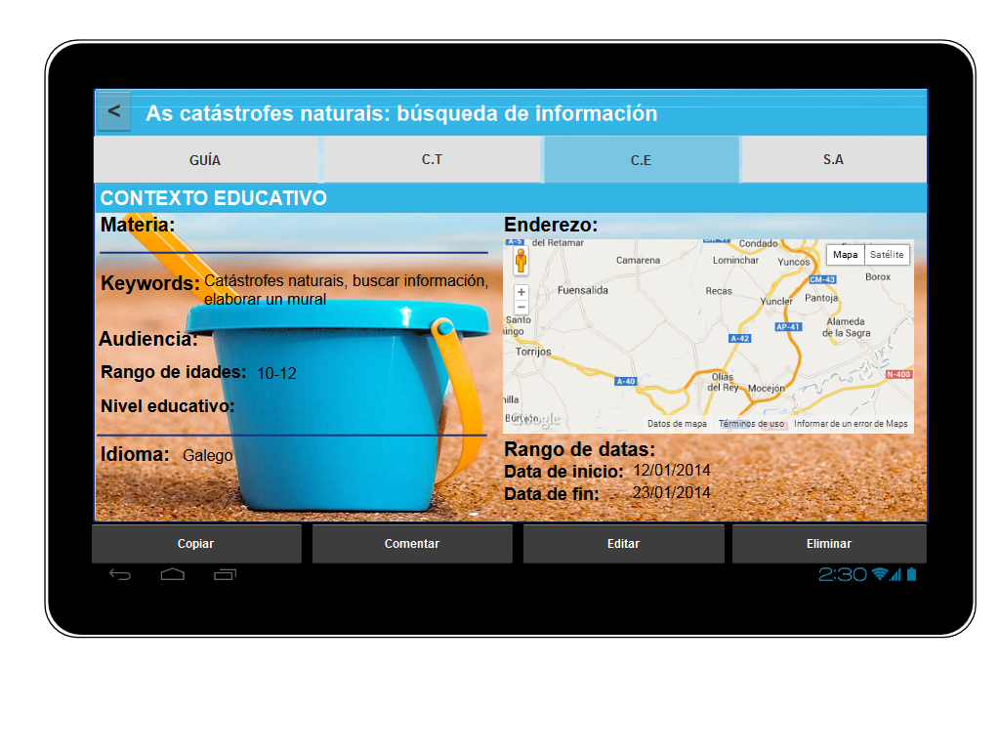 <
As catástrofes naturais: búsqueda de información
GUÍA
C.T
C.E
S.A
CONTEXTO EDUCATIVO
Materia:
Keywords: Catástrofes naturais, buscar información,
elaborar un mural
Audiencia:
Rango de idades: 10-12
Nivel educativo:
Idioma: Galego
Enderezo:
A-5
del Retamar
Condado
Mapa
Satélite
Camarena
Lominchar
Yuncos
CM-43
Borox
+
−
Fuensalida
Recas
Yuncler
Pantoja
Santo
ingo
AP-41
Alameda
de la Sagra
A-42
Torrijos
A-40
Olías
del Rey
Mocejón
N-400
illa
Google
Datos de mapa
Términos de uso
Informar de un error de Maps
Rango de datas:
Data de inicio: 12/01/2014
Data de fin: 23/01/2014
Copiar
Comentar
Editar
Eliminar
2:30